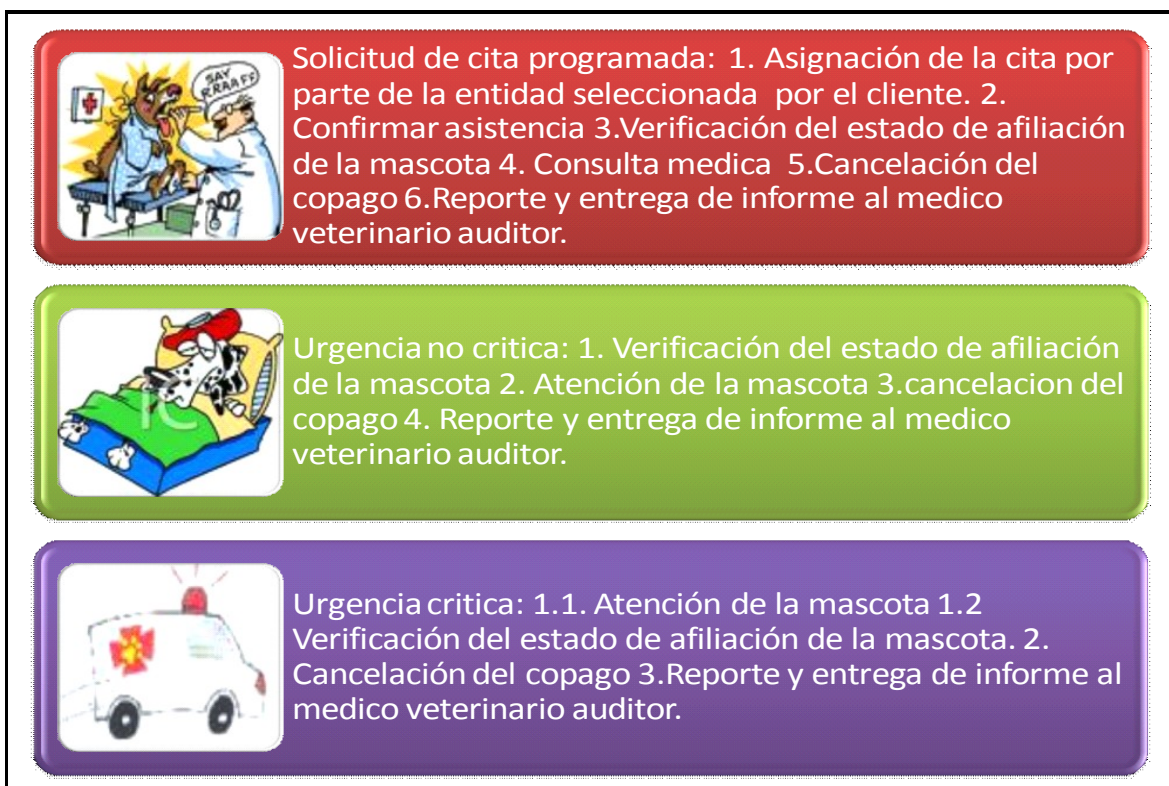 SAY
RRAAFF
Solicitud de cita programada: 1. Asignación de la cita por
parte de la entidad seleccionada por el cliente. 2.
Confirmar asistencia 3.Verificación del estado de afiliación
de la mascota 4. Consulta medica 5.Cancelación del
copago 6.Reporte y entrega de informe al medico
veterinario auditor.
Urgencia no critica: 1. Verificación del estado de afiliación
de la mascota 2. Atención de la mascota 3.cancelacion del
copago 4. Reporte y entrega de informe al medico
veterinario auditor.
Urgencia critica: 1.1. Atención de la mascota 1.2
Verificación del estado de afiliación de la mascota. 2.
Cancelación del copago 3.Reporte y entrega de informe al
medico veterinario auditor.